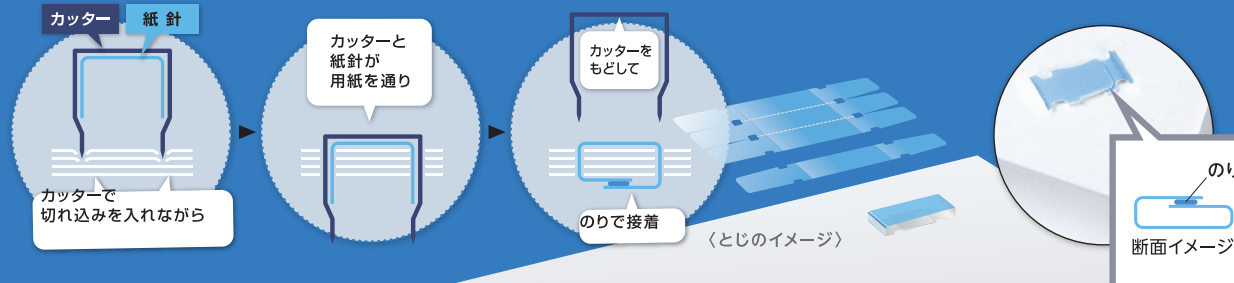 カッター
紙 針
カッターで
切れ込みを入れながら
カッターと
紙針が
用紙を通り
カッターを
もどして
のりで接着
〈とじのイメージ〉
のり
断面イメージ